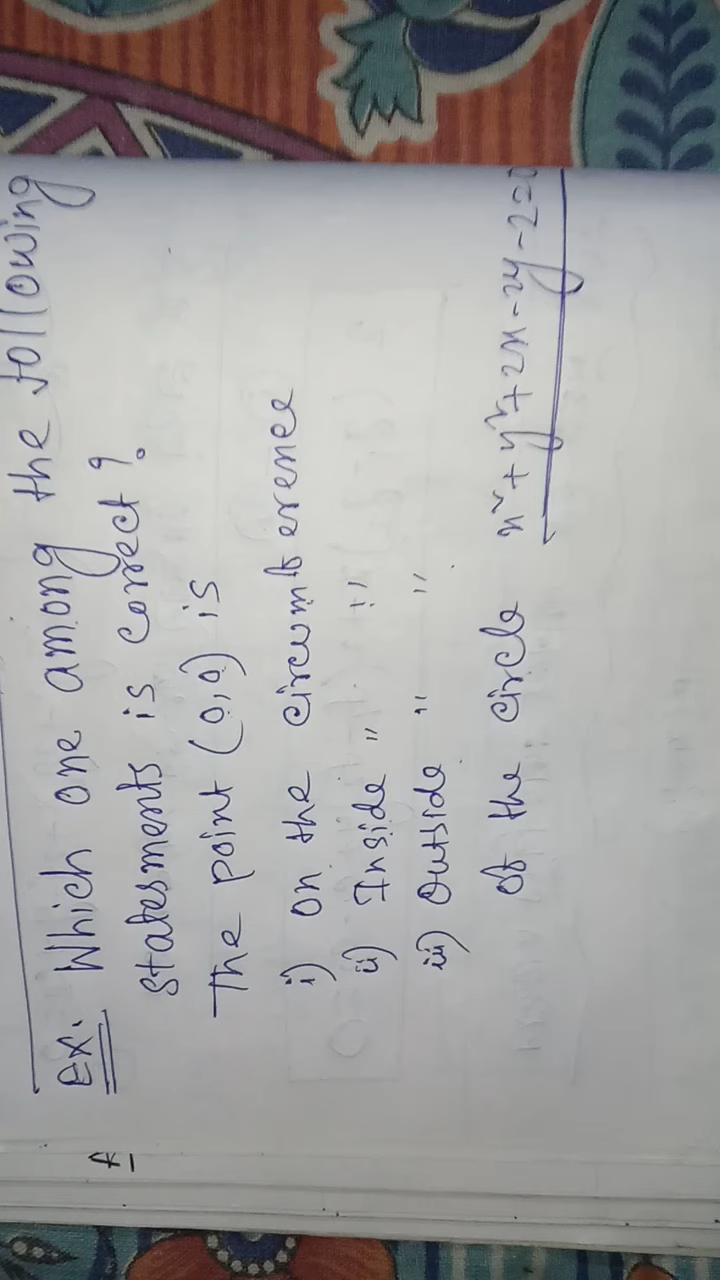 Ex. Which one among the following
statesments is correct?
The point (0,0) is
i) on the circumference
ii) Inside " "
iii) Outside " "
of the circle x² + y² + 2x - 2y - 2 = 0